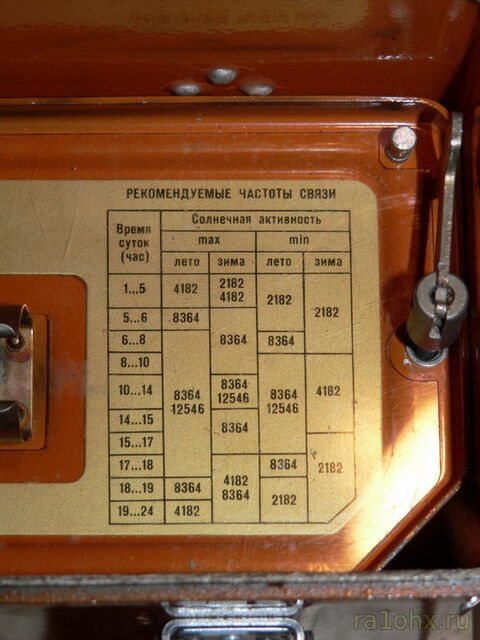 РЕКОМЕНДУЕМЫЕ ЧАСТОТЫ СВЯЗИ
Время суток (час) Солнечная активность
max min
лето зима лето зима
1...5 4182 2182 4182 2182 2182
5...6 8364 8364
6...8 8364 12546 8364
8...10 8364 12546 4182
10...14 8364 12546
14...15 8364
15...17 2182
17...18 4182 8364 8364
18...19 8364 2182
19...24 4182
ra1ohx.ru